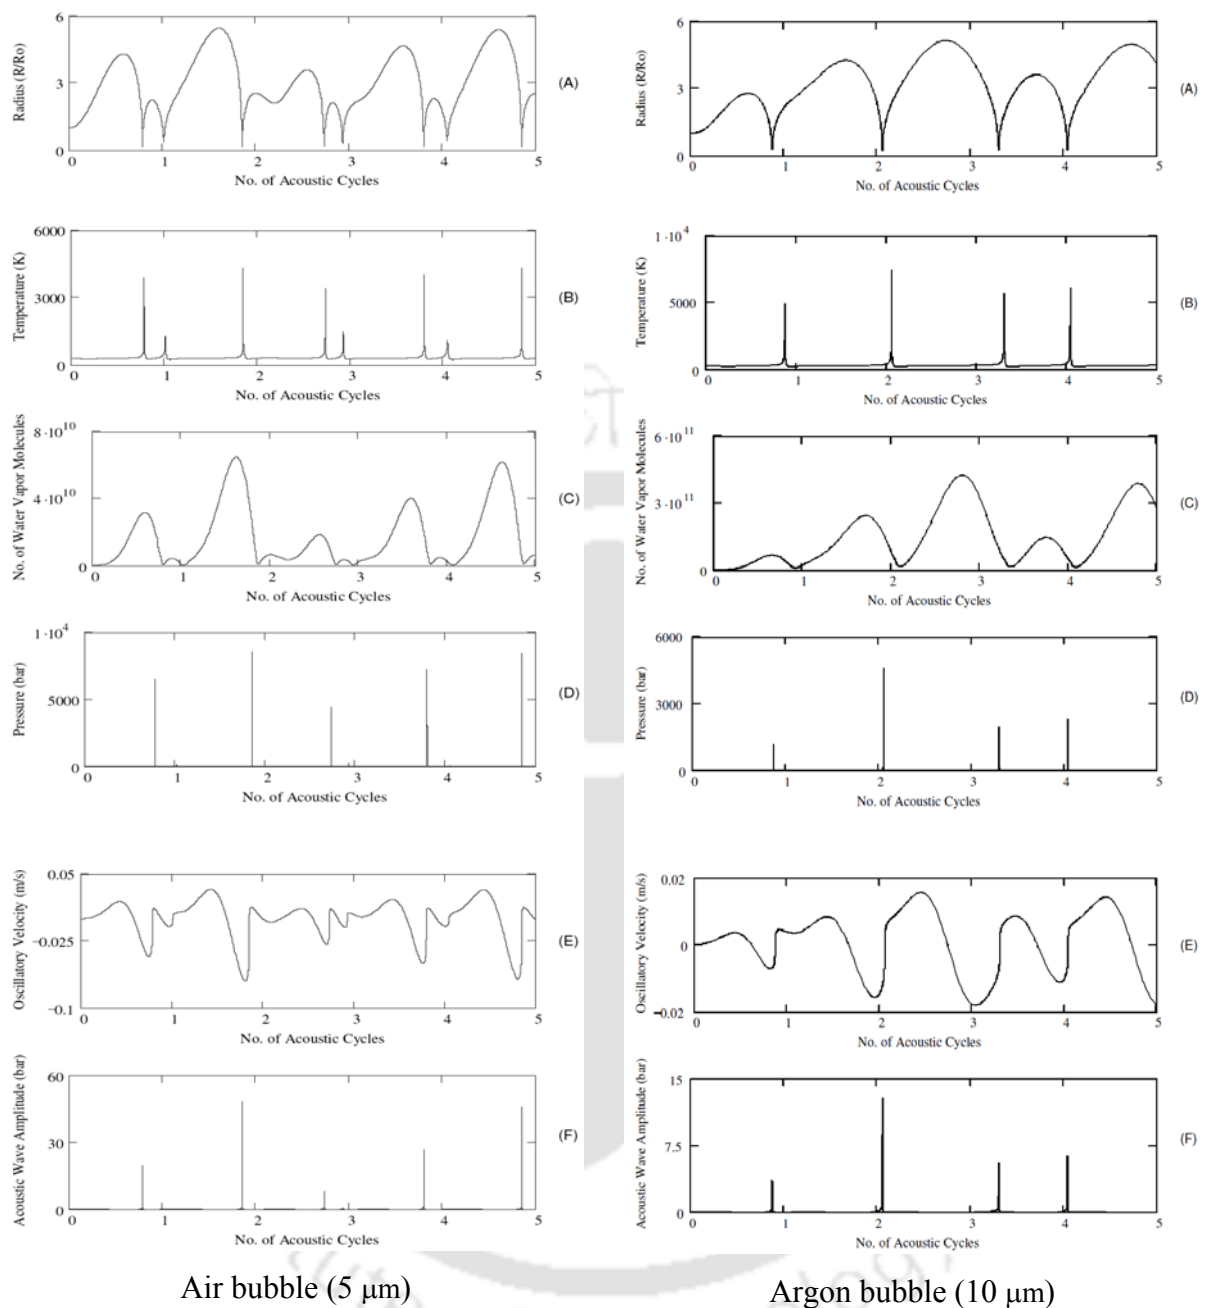 6
3
0
Radius (R/Ro)
0 1 2 3 4 5
No. of Acoustic Cycles
(A)
6000
3000
0
Temperature (K)
0 1 2 3 4 5
No. of Acoustic Cycles
(B)
8·10^10
4·10^10
0
No. of Water Vapor Molecules
0 1 2 3 4 5
No. of Acoustic Cycles
(C)
1·10^4
5000
0
Pressure (bar)
0 1 2 3 4 5
No. of Acoustic Cycles
(D)
0.05
−0.025
−0.1
Oscillatory Velocity (m/s)
0 1 2 3 4 5
No. of Acoustic Cycles
(E)
60
30
0
Acoustic Wave Amplitude (bar)
0 1 2 3 4 5
No. of Acoustic Cycles
(F)
Air bubble (5 μm)
6
3
0
Radius (R/Ro)
0 1 2 3 4 5
No. of Acoustic Cycles
(A)
1·10^4
5000
0
Temperature (K)
0 1 2 3 4 5
No. of Acoustic Cycles
(B)
6·10^11
3·10^11
0
No. of Water Vapor Molecules
0 1 2 3 4 5
No. of Acoustic Cycles
(C)
6000
3000
0
Pressure (bar)
0 1 2 3 4 5
No. of Acoustic Cycles
(D)
0.02
0
−0.02
Oscillatory Velocity (m/s)
0 1 2 3 4 5
No. of Acoustic Cycles
(E)
15
7.5
0
Acoustic Wave Amplitude (bar)
0 1 2 3 4 5
No. of Acoustic Cycles
(F)
Argon bubble (10 μm)